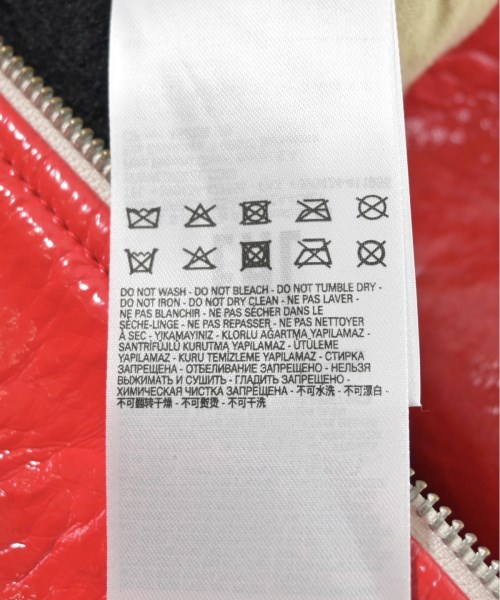 DO NOT WASH - DO NOT BLEACH - DO NOT TUMBLE DRY -
DO NOT IRON - DO NOT DRY CLEAN - NE PAS LAVER -
NE PAS BLANCHIR - NE PAS SÉCHER DANS LE
SÈCHE-LINGE - NE PAS REPASSER - NE PAS NETTOYER
À SEC - YIKAMAYINIZ - KLORLU AĞARTMA YAPILAMAZ -
SANTRİFÜJLÜ KURUTMA YAPILAMAZ - ÜTÜLEME
YAPILAMAZ - KURU TEMİZLEME YAPILAMAZ - СТИРКА
ЗАПРЕЩЕНА - ОТБЕЛИВАНИЕ ЗАПРЕЩЕНО - НЕЛЬЗЯ
ВЫЖИМАТЬ И СУШИТЬ - ГЛАДИТЬ ЗАПРЕЩЕНО -
ХИМИЧЕСКАЯ ЧИСТКА ЗАПРЕЩЕНА - 不可水洗 - 不可漂白 -
不可翻转干燥 - 不可熨烫 - 不可干洗